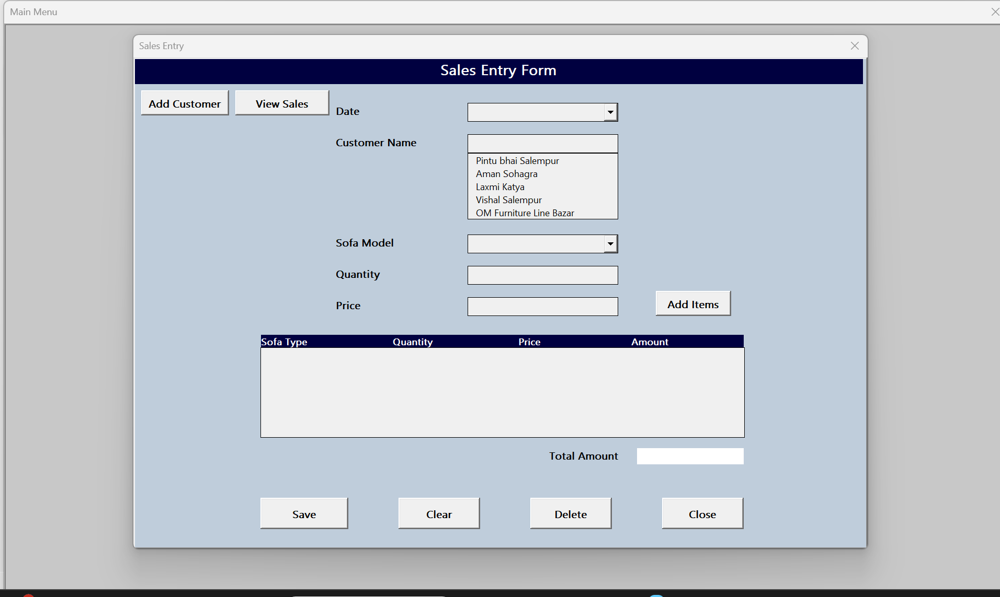 Main Menu
Sales Entry
Sales Entry Form
Add Customer
View Sales
Date
Customer Name
Pintu bhai Salempur
Aman Sohagra
Laxmi Katya
Vishal Salempur
OM Furniture Line Bazar
Sofa Model
Quantity
Price
Add Items
Sofa Type Quantity Price Amount
Total Amount
Save Clear Delete Close